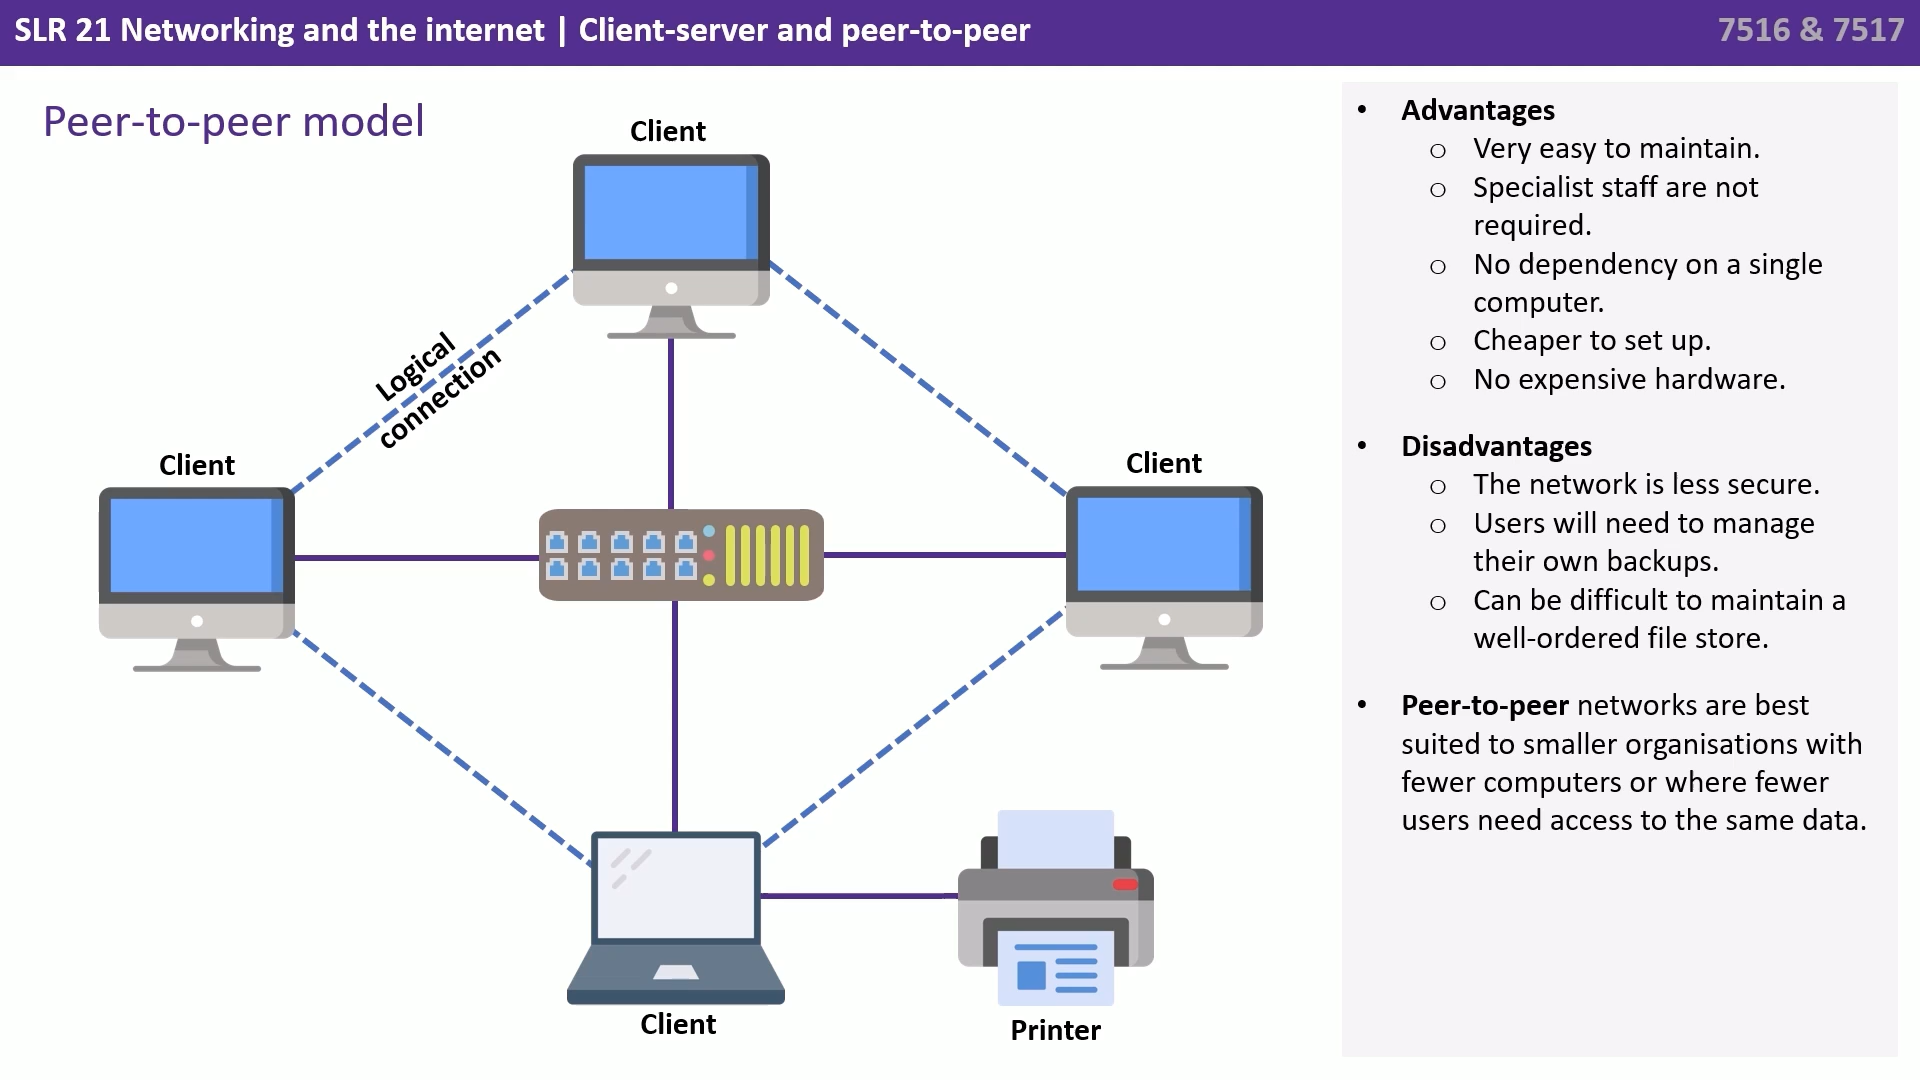 SLR 21 Networking and the internet | Client-server and peer-to-peer
7516 & 7517
Peer-to-peer model
Client
Logical
connection
Client
Client
Client
Printer
• Advantages
o Very easy to maintain.
o Specialist staff are not
required.
o No dependency on a single
computer.
o Cheaper to set up.
o No expensive hardware.
• Disadvantages
o The network is less secure.
o Users will need to manage
their own backups.
o Can be difficult to maintain a
well-ordered file store.
• Peer-to-peer networks are best
suited to smaller organisations with
fewer computers or where fewer
users need access to the same data.